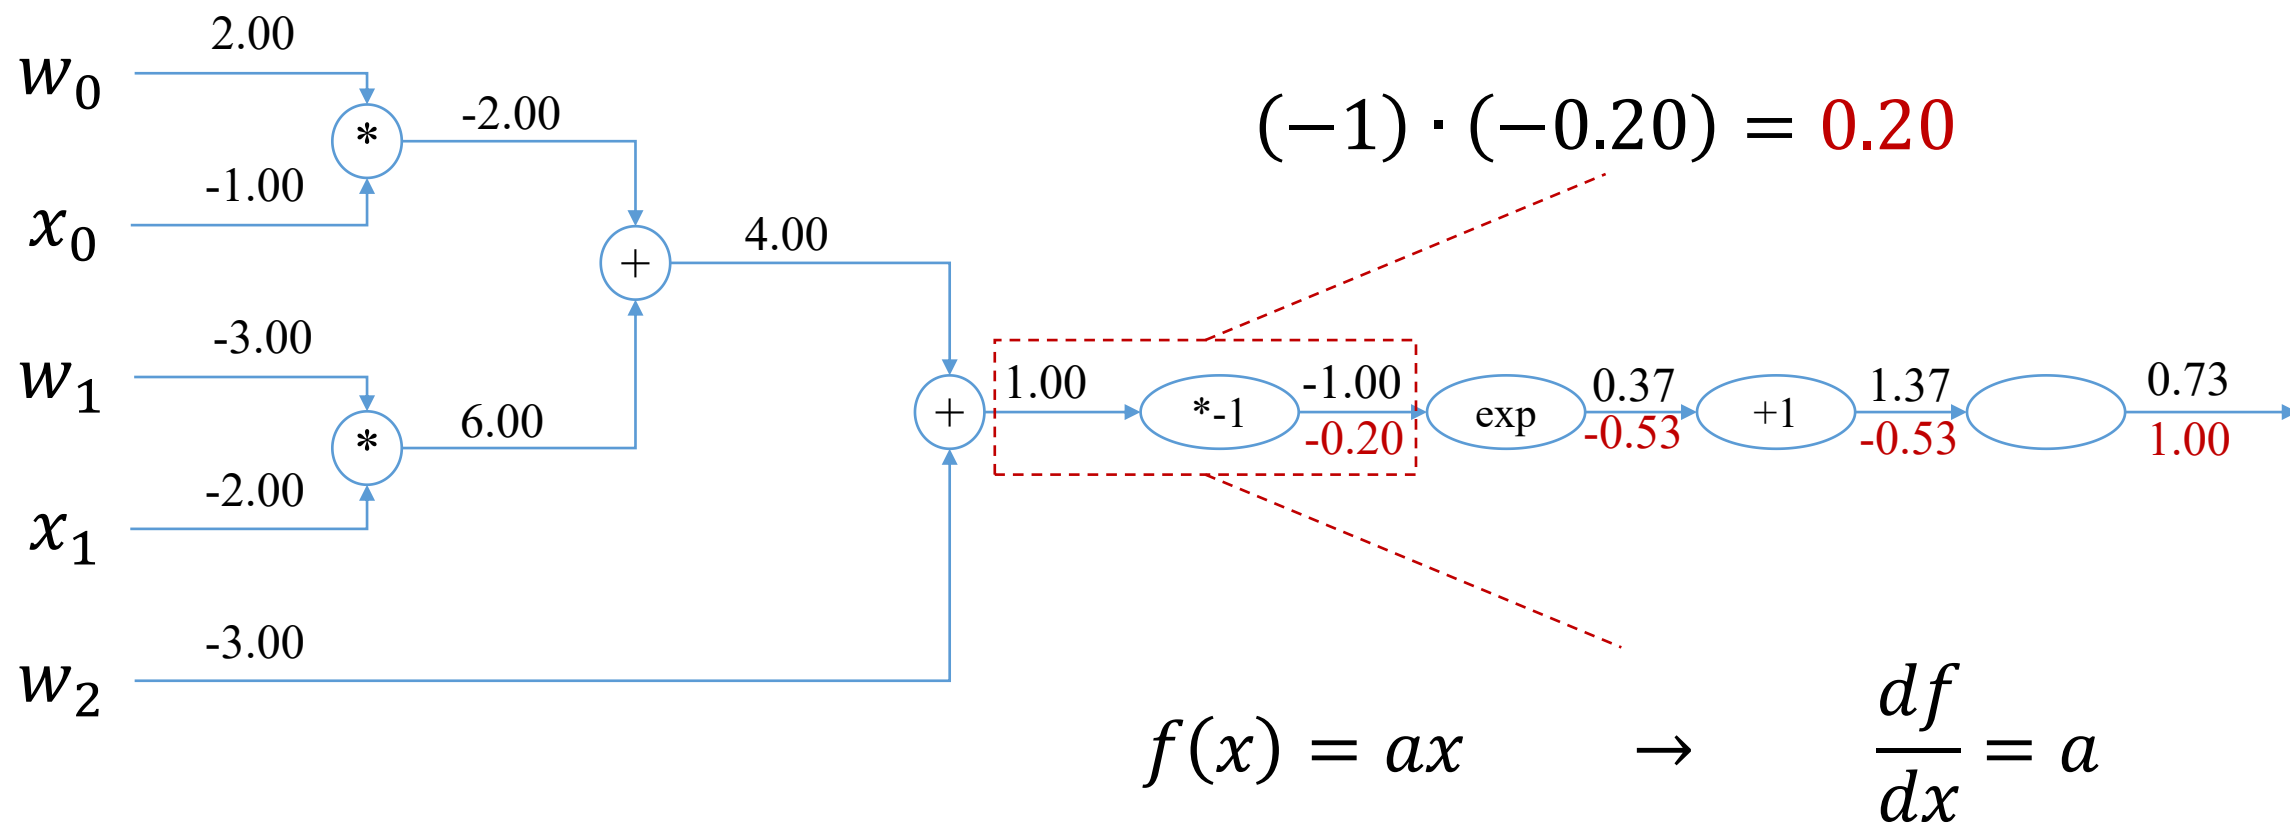 2.00
w₀
* -2.00
-1.00
x₀
(−1) · (−0.20) = 0.20
+ 4.00
-3.00
w₁
* 6.00
-2.00
x₁
+ 1.00 *-1 -1.00 exp 0.37 +1 1.37 0.73
-0.20 -0.53 -0.53 1.00
-3.00
w₂
f(x) = ax → df/dx = a